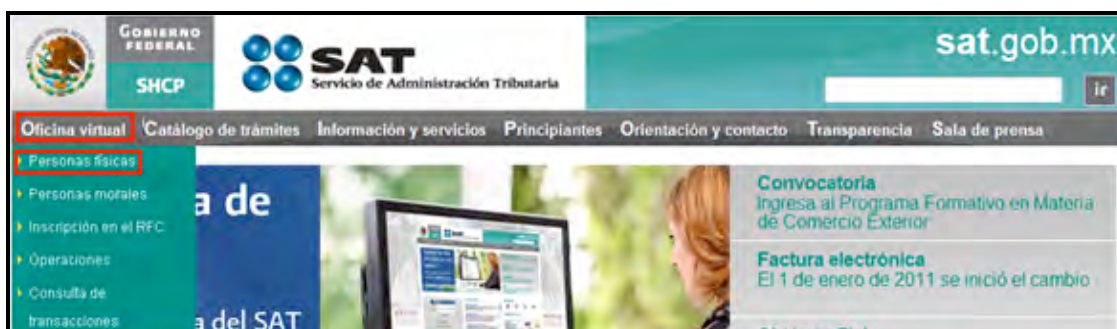 GOBIERNO
FEDERAL
SHCP
SAT
Servicio de Administración Tributaria
sat.gob.mx
ir
Oficina virtual Catálogo de trámites Información y servicios Principiantes Orientación y contacto Transparencia Sala de prensa
Personas físicas
Personas morales
Inscripción en el RFC
Operaciones
Consulta de
transacciones
a de
a del SAT
Convocatoria
Ingresa al Programa Formativo en Materia
de Comercio Exterior
Factura electrónica
El 1 de enero de 2011 se inició el cambio